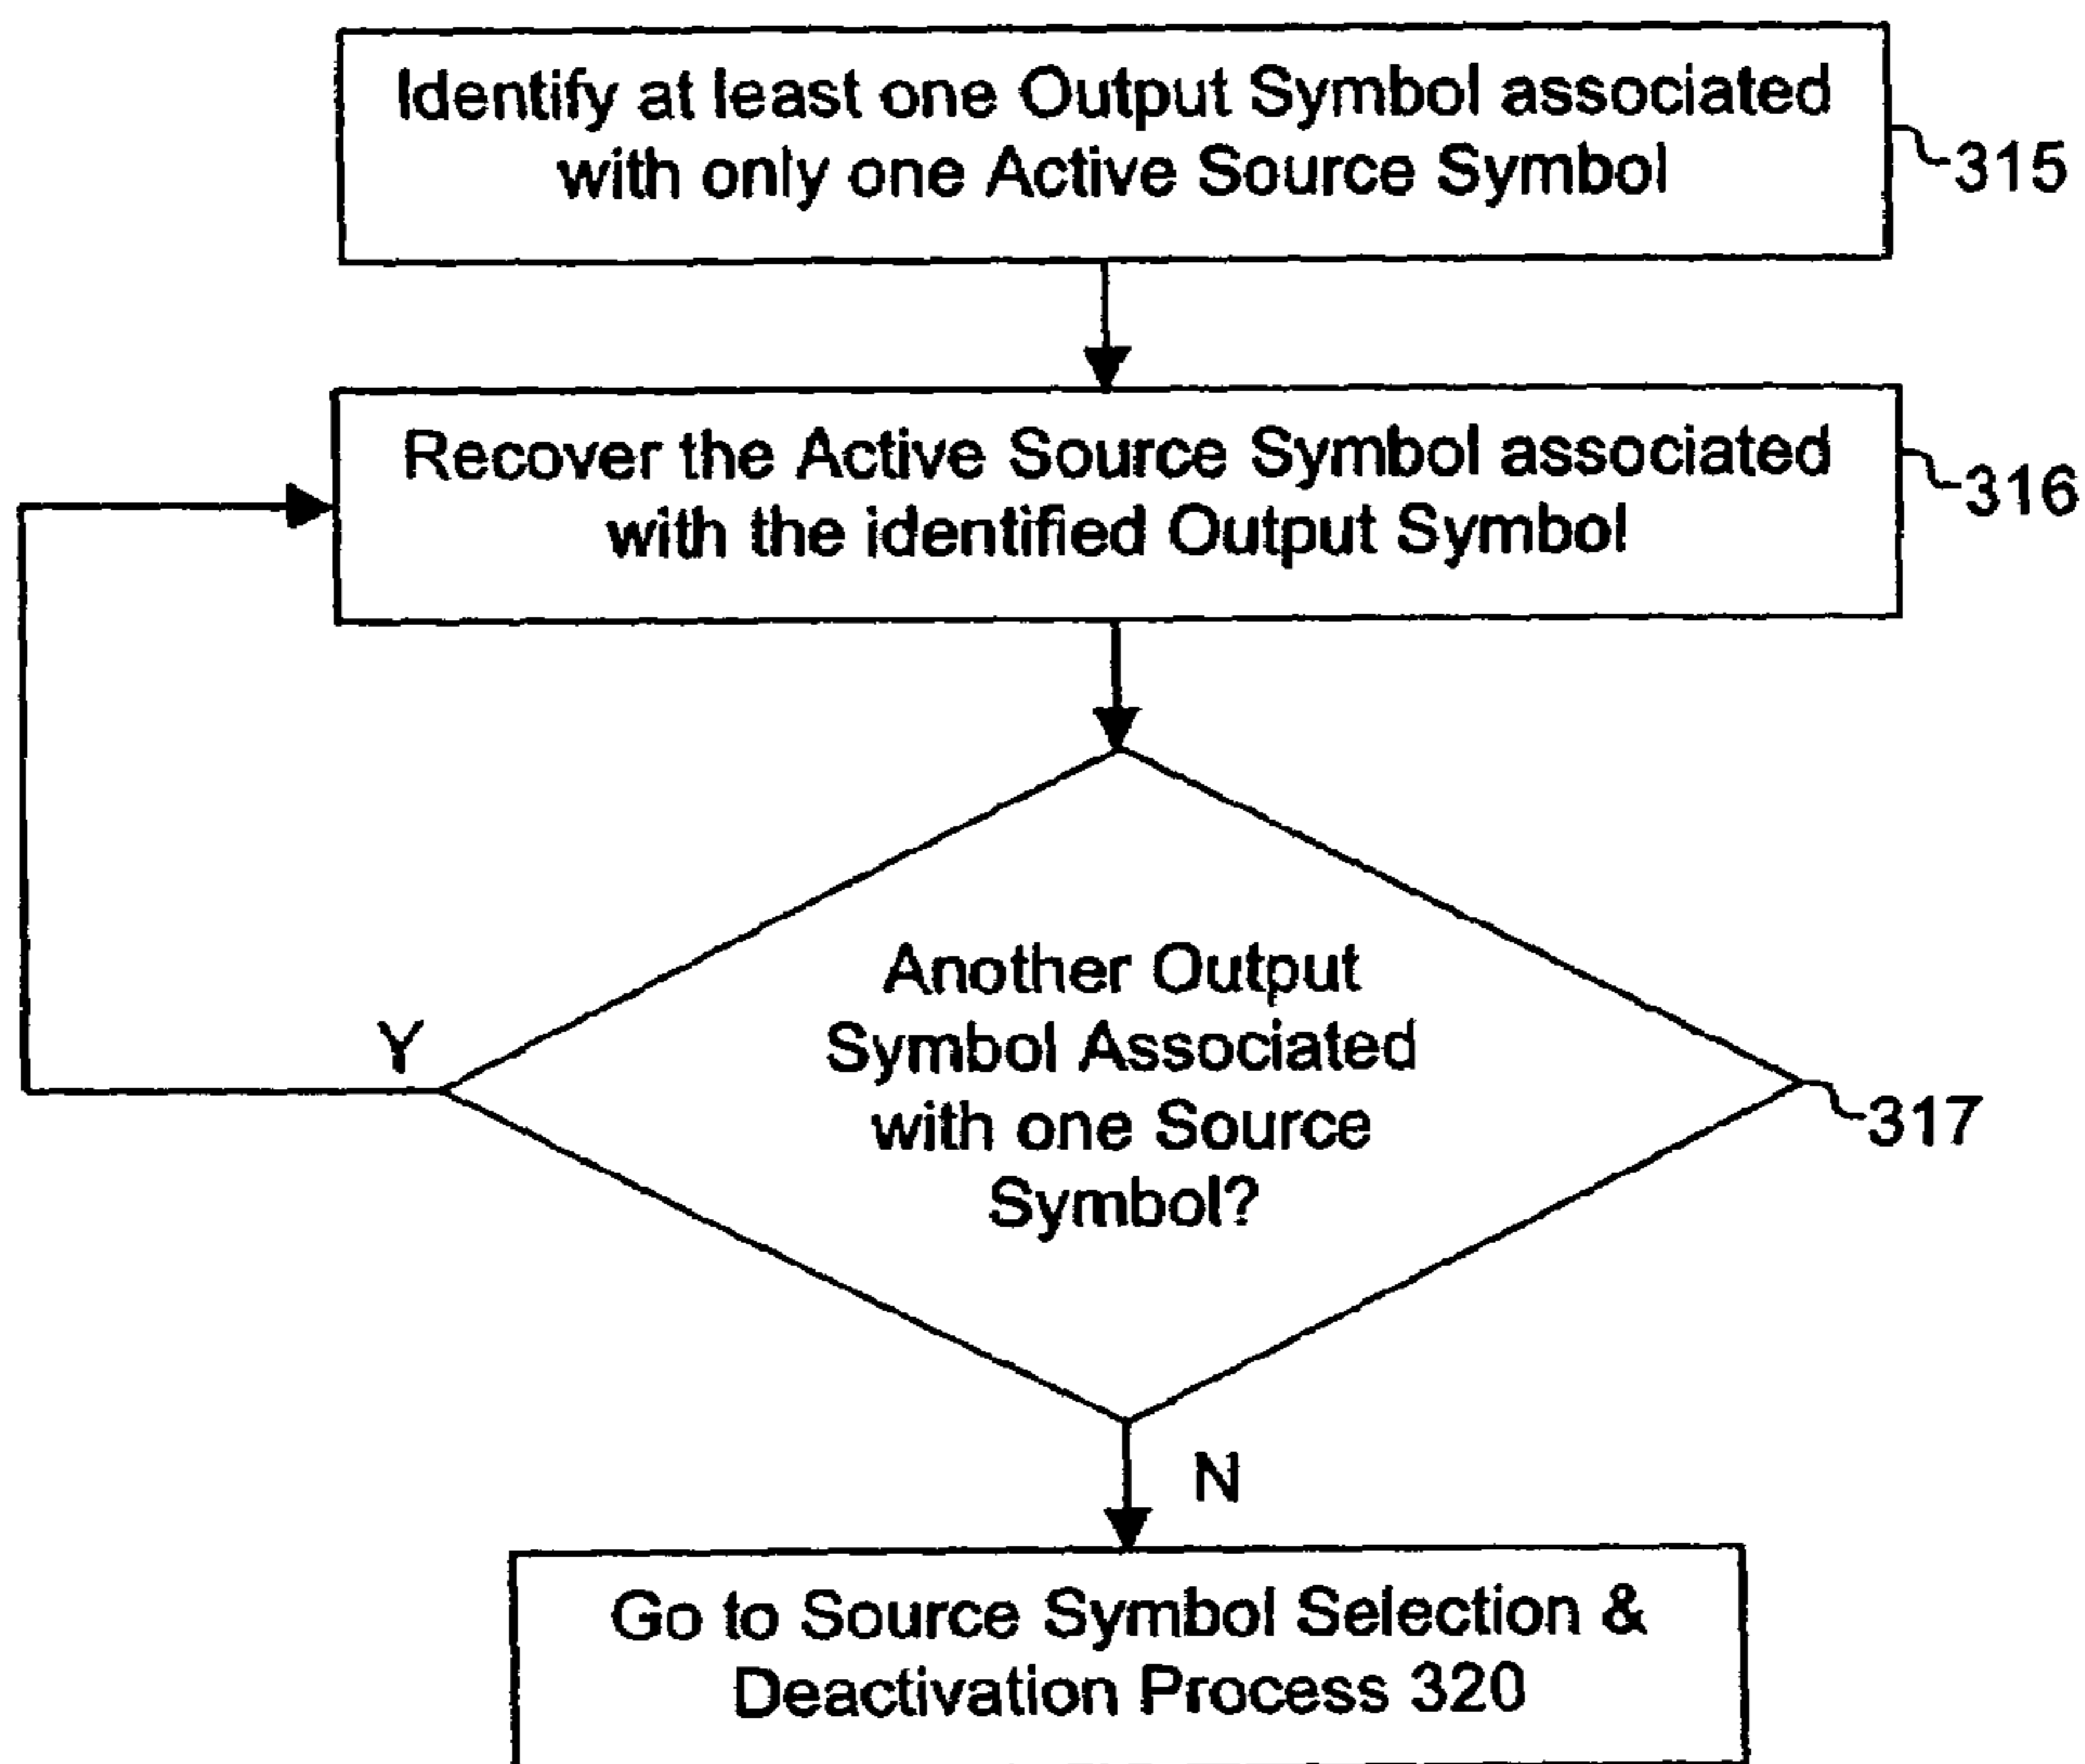 Identify at least one Output Symbol associated
with only one Active Source Symbol
315
Recover the Active Source Symbol associated
with the identified Output Symbol
316
Another Output
Symbol Associated
with one Source
Symbol?
Y
317
N
Go to Source Symbol Selection &
Deactivation Process 320